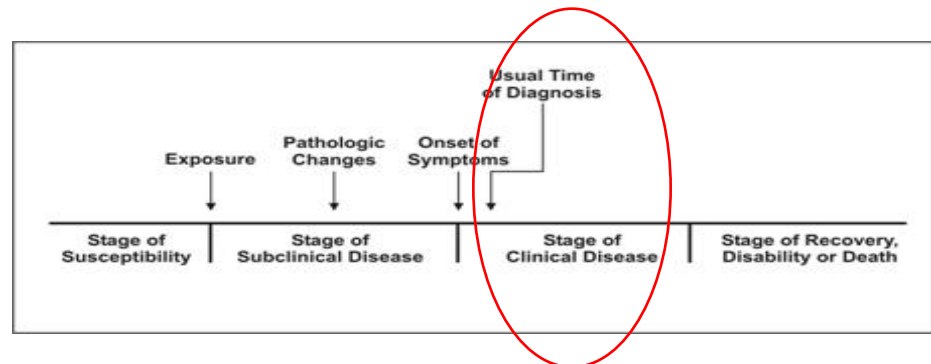 Usual Time
of Diagnosis
Pathologic
Changes
Onset of
Symptoms
Exposure
Stage of
Susceptibility
Stage of
Subclinical Disease
Stage of
Clinical Disease
Stage of Recovery,
Disability or Death